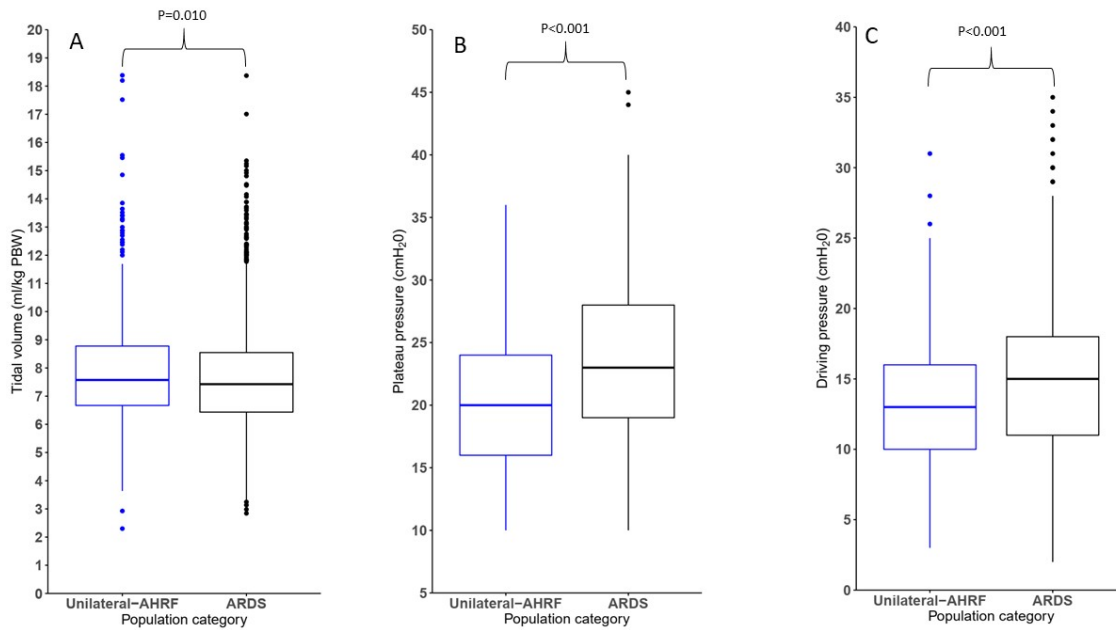 A
P=0.010
Tidal volume (ml/kg PBW)
20
19
18
17
16
15
14
13
12
11
10
9
8
7
6
5
4
3
2
1
0
Unilateral−AHRF
ARDS
Population category
B
P<0.001
Plateau pressure (cmH₂0)
50
45
40
35
30
25
20
15
10
5
Unilateral−AHRF
ARDS
Population category
C
P<0.001
Driving pressure (cmH₂0)
40
35
30
25
20
15
10
5
0
Unilateral−AHRF
ARDS
Population category